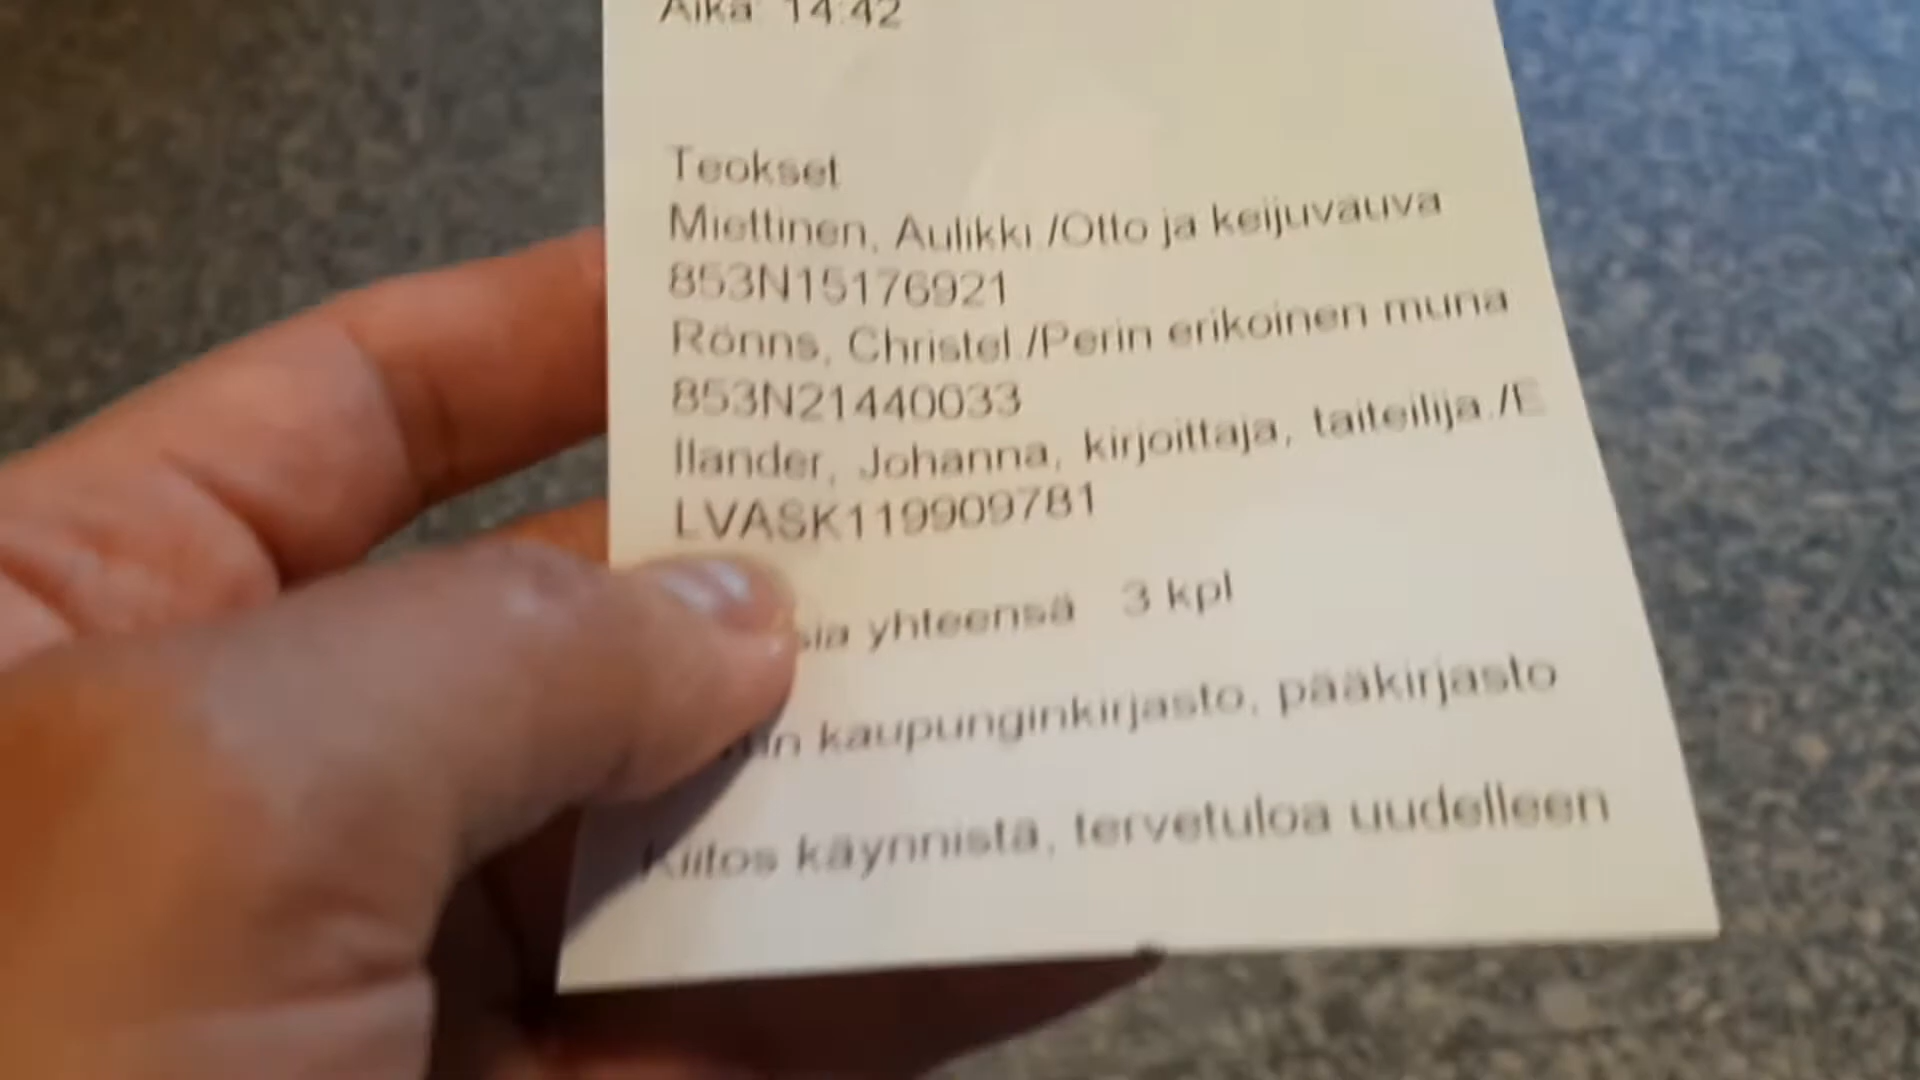 Aika 14:42
Teokset
Miettinen, Aulikki./Otto ja keijuvauva
853N15176921
Rönns, Christel./Perin erikoinen muna
853N21440033
Ilander, Johanna, kirjoittaja, taiteilija./E
LVASK119909781
yhteensä 3 kpl
kaupunginkirjasto, pääkirjasto
Kiitos käynnistä, tervetuloa uudelleen